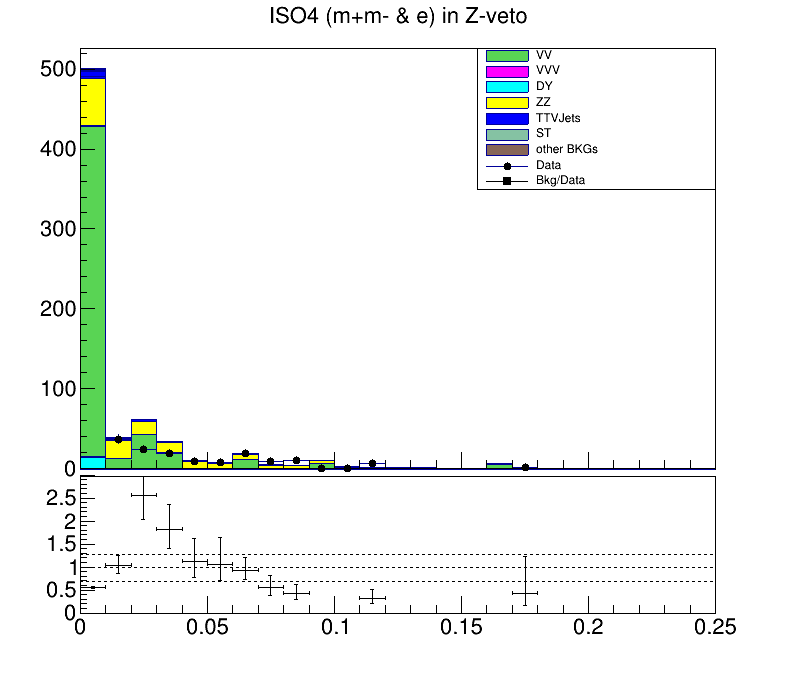 ISO4 (m+m- & e) in Z-veto
VV
VVV
DY
ZZ
TTVJets
ST
other BKGs
Data
Bkg/Data
500
400
300
200
100
0
2.5
2
1.5
1
0.5
0
0 0.05 0.1 0.15 0.2 0.25